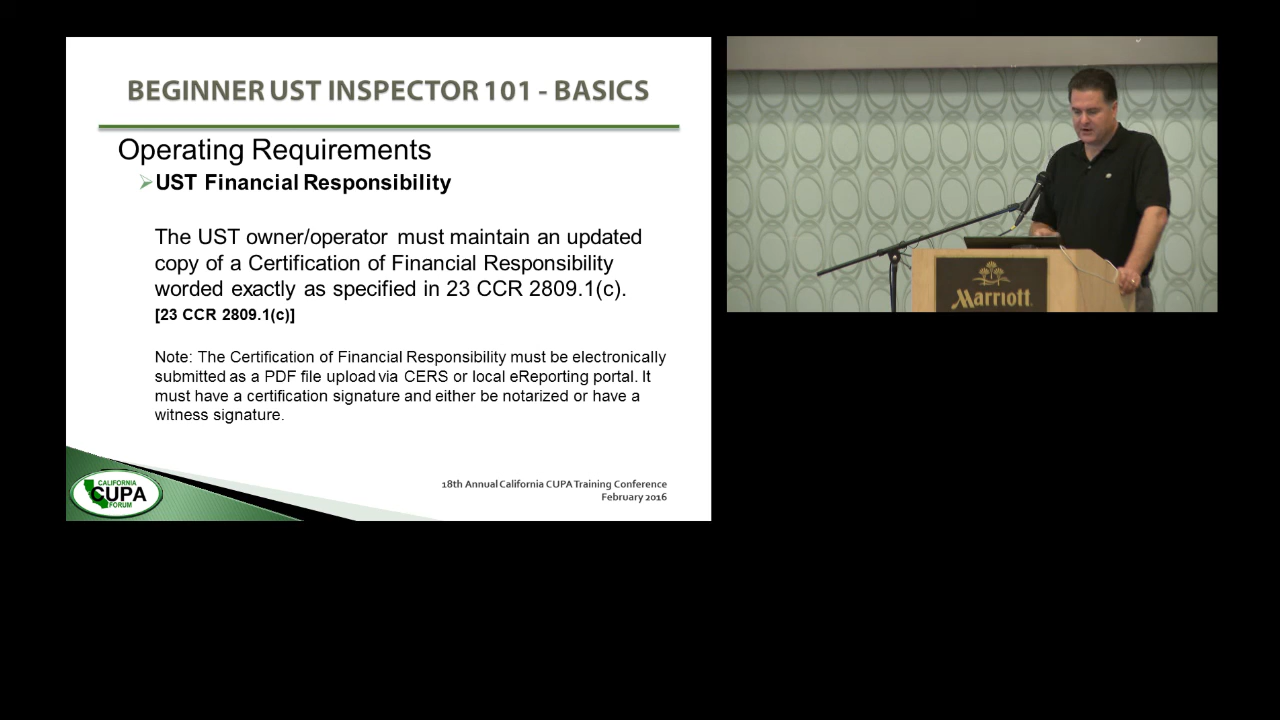 BEGINNER UST INSPECTOR 101 - BASICS
Operating Requirements
UST Financial Responsibility
The UST owner/operator must maintain an updated
copy of a Certification of Financial Responsibility
worded exactly as specified in 23 CCR 2809.1(c).
[23 CCR 2809.1(c)]
Note: The Certification of Financial Responsibility must be electronically
submitted as a PDF file upload via CERS or local eReporting portal. It
must have a certification signature and either be notarized or have a
witness signature.
18th Annual California CUPA Training Conference
February 2016
CALIFORNIA
CUPA
FORUM
Marriott